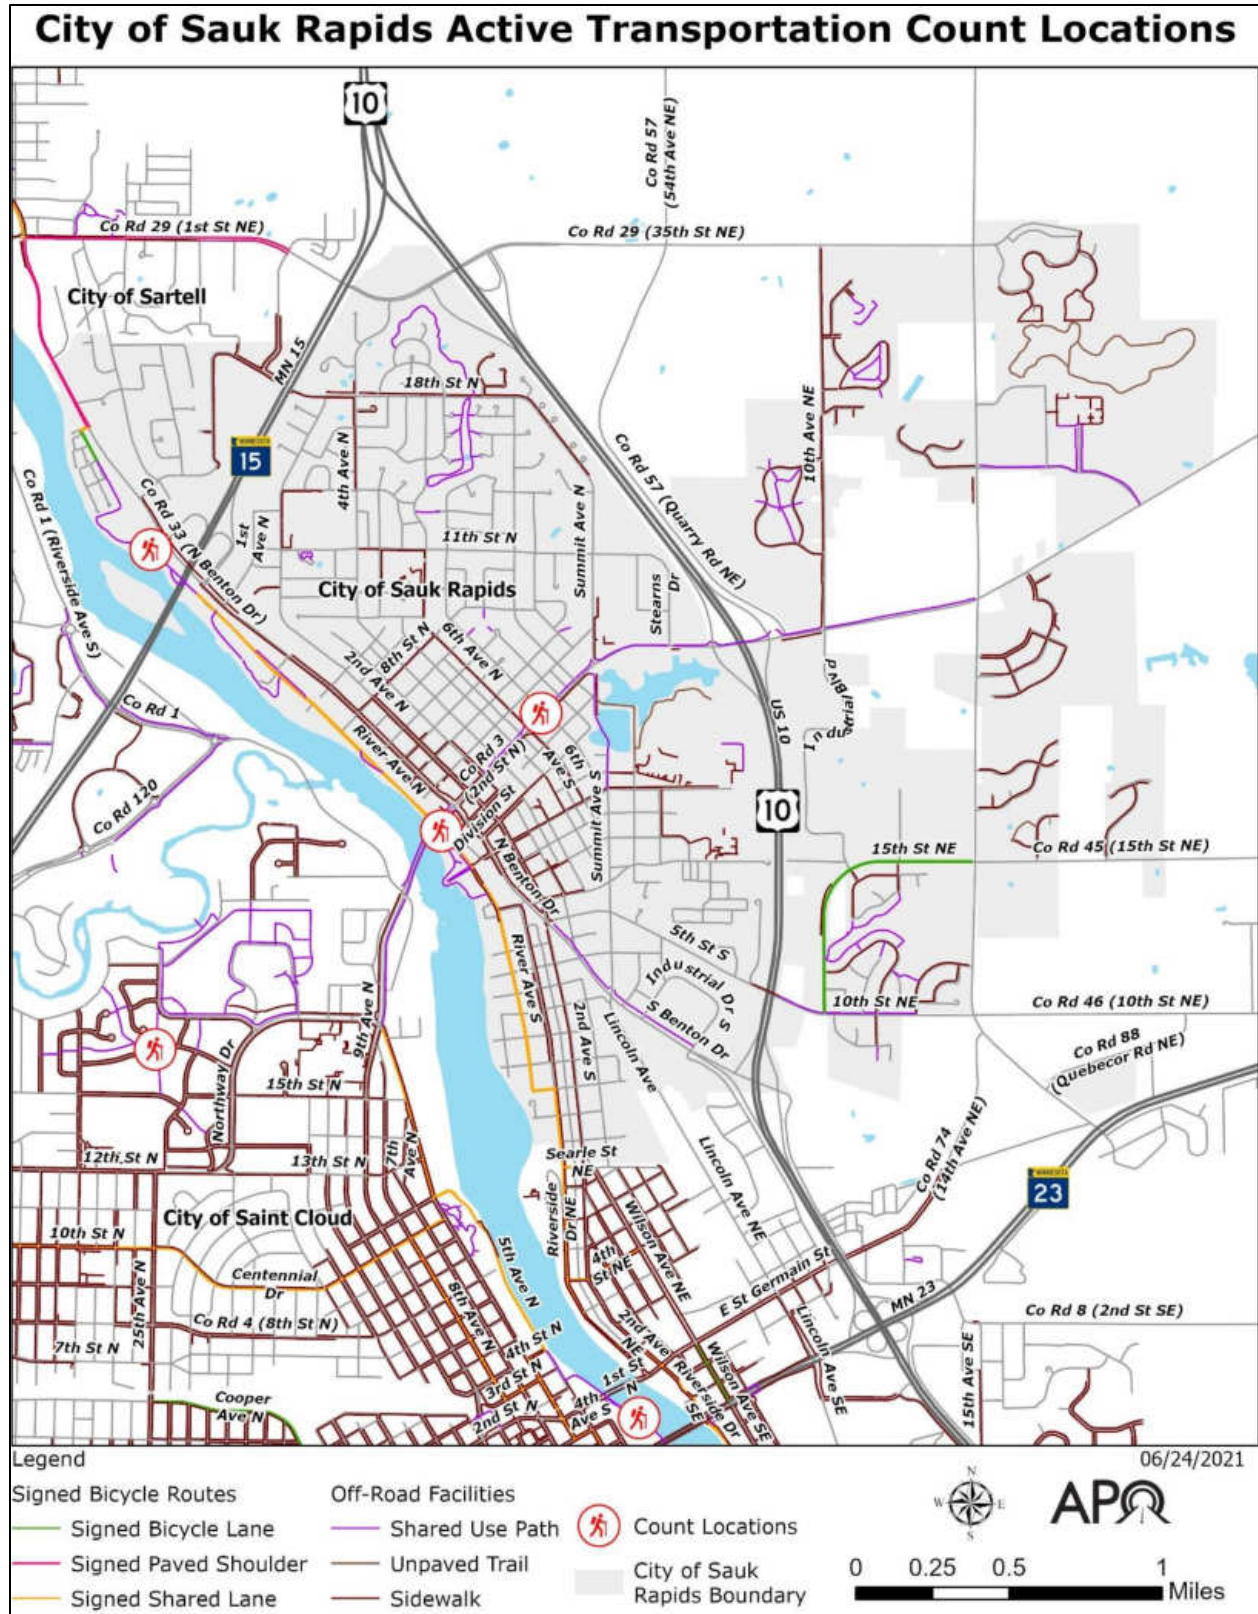 City of Sauk Rapids Active Transportation Count Locations
10
Co Rd 57
(54th Ave NE)
Co Rd 29 (1st St NE)
Co Rd 29 (35th St NE)
City of Sartell
MN 15
18th St N
10th Ave NE
MINNESOTA
15
4th Ave N
Co Rd 57 (Quarry Rd NE)
Co Rd 1 (Riverside Ave S)
Co Rd 33 (N Benton Dr)
1st
Ave N
11th St N
Summit Ave N
Stearns
Dr
City of Sauk Rapids
8th St N
6th Ave N
2nd Ave N
Industrial Blvd
US 10
Co Rd 1
River Ave N
Co Rd 3
(2nd St N)
6th
Ave S
Division St
Summit Ave S
Co Rd 120
10
N Benton Dr
15th St NE
Co Rd 45 (15th St NE)
5th St S
River Ave S
Industrial Dr S
10th St NE
Co Rd 46 (10th St NE)
9th Ave N
2nd Ave S
S Benton Dr
Lincoln Ave
Co Rd 88
(Quebecor Rd NE)
Northway Dr
15th St N
Co Rd 74
(14th Ave NE)
7th
Ave N
12th St N
13th St N
Searle St
NE
Lincoln Ave NE
MINNESOTA
23
City of Saint Cloud
Riverside
Dr NE
Wilson Ave NE
10th St N
5th Ave N
4th
St NE
E St Germain St
Centennial
Dr
25th Ave N
8th Ave N
MN 23
Co Rd 4 (8th St N)
Co Rd 8 (2nd St SE)
7th St N
4th St N
2nd Ave
NE
Lincoln Ave SE
15th Ave SE
3rd St N
1st St
N
Riverside Dr
SE
Wilson Ave SE
Cooper
Ave N
2nd St N
4th
Ave S
Legend
06/24/2021
Signed Bicycle Routes
Signed Bicycle Lane
Signed Paved Shoulder
Signed Shared Lane
Off-Road Facilities
Shared Use Path
Unpaved Trail
Sidewalk
Count Locations
City of Sauk
Rapids Boundary
N
W
E
S
APO
0 0.25 0.5 1
Miles